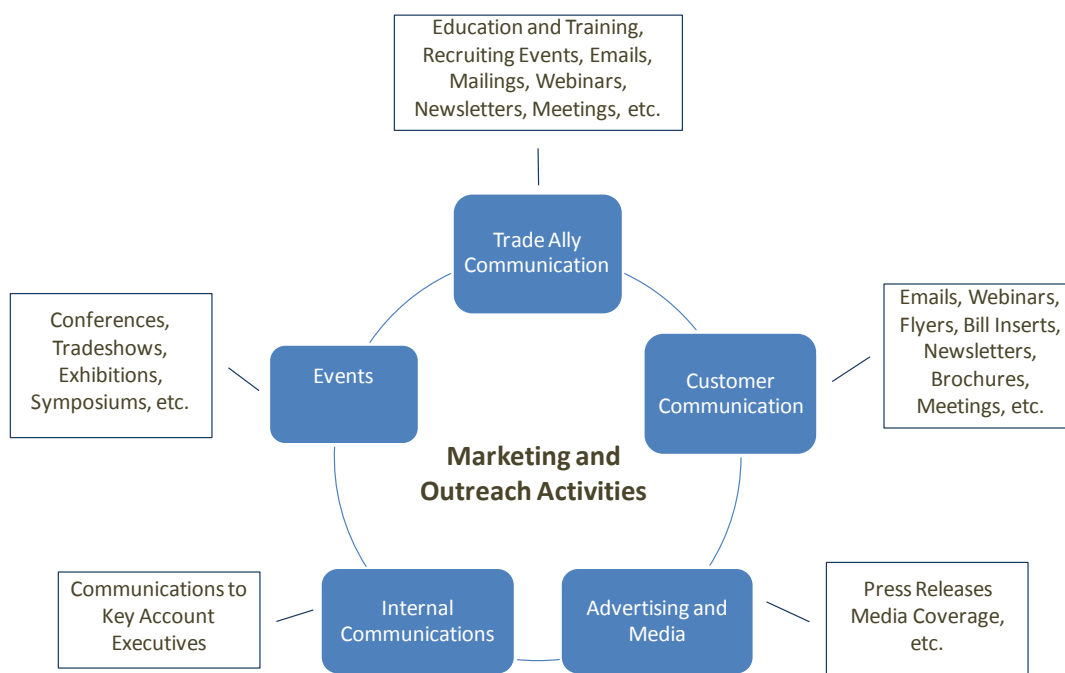 Education and Training,
Recruiting Events, Emails,
Mailings, Webinars,
Newsletters, Meetings, etc.
Trade Ally
Communication
Conferences,
Tradeshows,
Exhibitions,
Symposiums, etc.
Events
Customer
Communication
Emails, Webinars,
Flyers, Bill Inserts,
Newsletters,
Brochures,
Meetings, etc.
Marketing and
Outreach Activities
Communications to
Key Account
Executives
Internal
Communications
Advertising and
Media
Press Releases
Media Coverage,
etc.